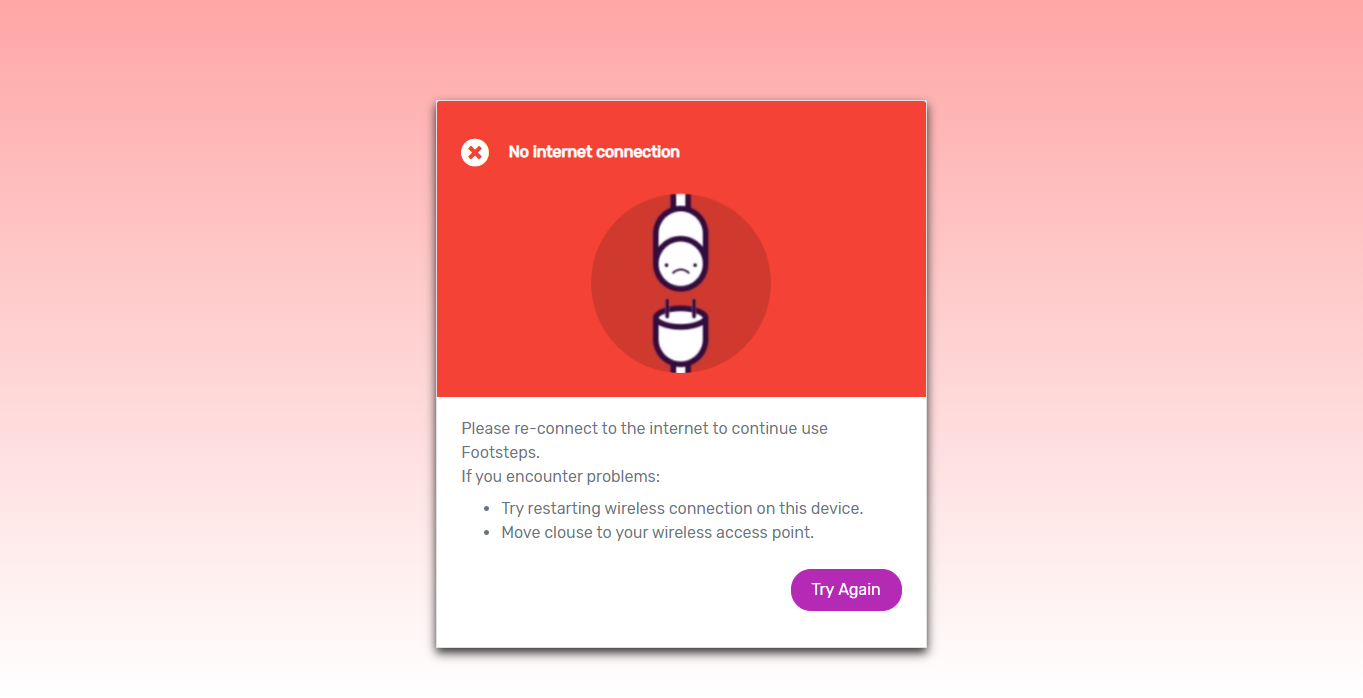 No internet connection
Please re-connect to the internet to continue use
Footsteps.
If you encounter problems:
Try restarting wireless connection on this device.
Move clouse to your wireless access point.
Try Again